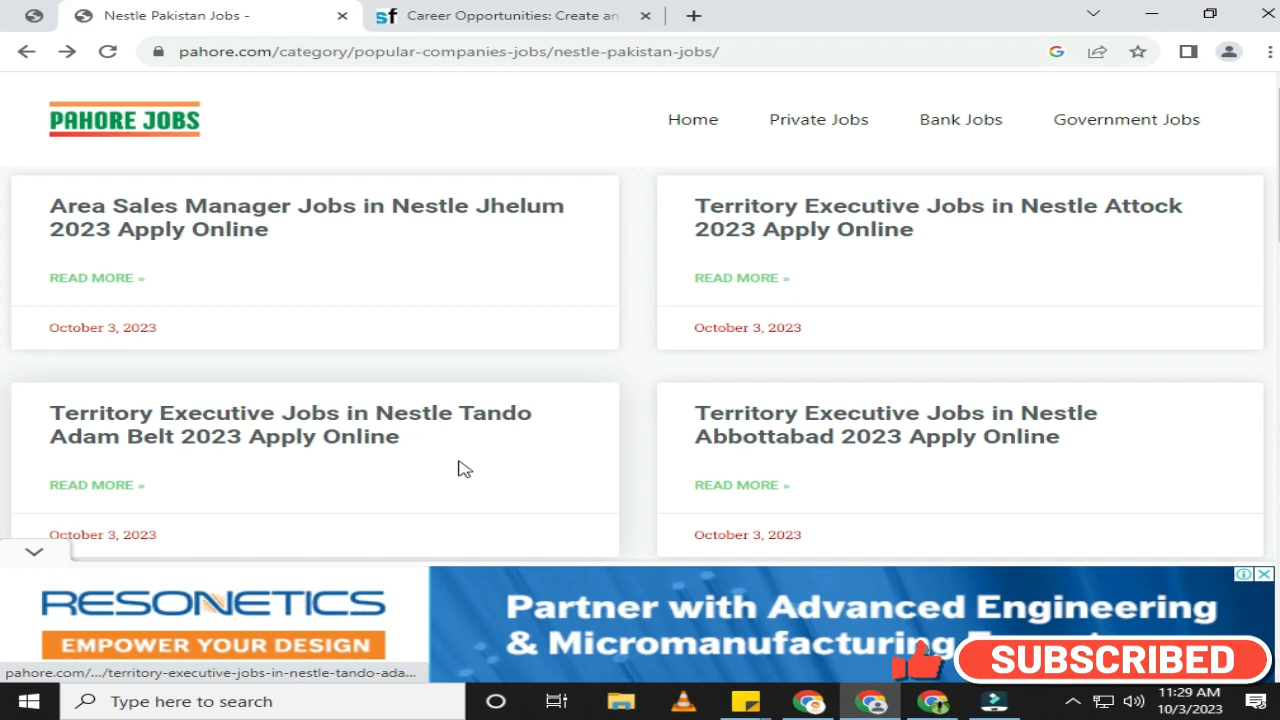 Nestle Pakistan Jobs -
Career Opportunities: Create an
pahore.com/category/popular-companies-jobs/nestle-pakistan-jobs/
PAHORE JOBS
Home
Private Jobs
Bank Jobs
Government Jobs
Area Sales Manager Jobs in Nestle Jhelum
2023 Apply Online
READ MORE »
October 3, 2023
Territory Executive Jobs in Nestle Attock
2023 Apply Online
READ MORE »
October 3, 2023
Territory Executive Jobs in Nestle Tando
Adam Belt 2023 Apply Online
READ MORE »
October 3, 2023
Territory Executive Jobs in Nestle
Abbottabad 2023 Apply Online
READ MORE »
October 3, 2023
RESONETICS
EMPOWER YOUR DESIGN
Partner with Advanced Engineering
& Micromanufacturing
SUBSCRIBED
pahore.com/.../territory-executive-jobs-in-nestle-tando-ada...
Type here to search
11:29 AM
10/3/2023